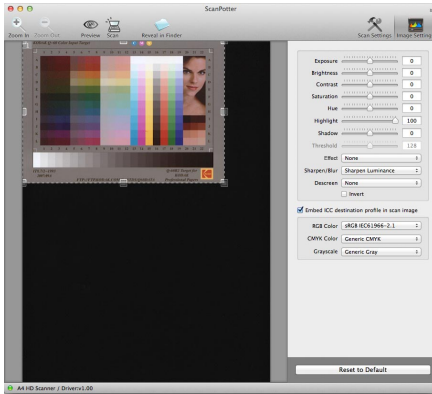 ScanPotter
Zoom In Zoom Out Preview Scan Reveal in Finder Scan Settings Image Setting
Exposure 0
Brightness 0
Contrast 0
Saturation 0
Hue 0
Highlight 100
Shadow 0
Threshold 128
Effect None
Sharpen/Blur Sharpen Luminance
Descreen None
Invert
Embed ICC destination profile in scan image
RGB Color sRGB IEC61966-2.1
CMYK Color Generic CMYK
Grayscale Generic Gray
Reset to Default
A4 HD Scanner / Driver:v1.00